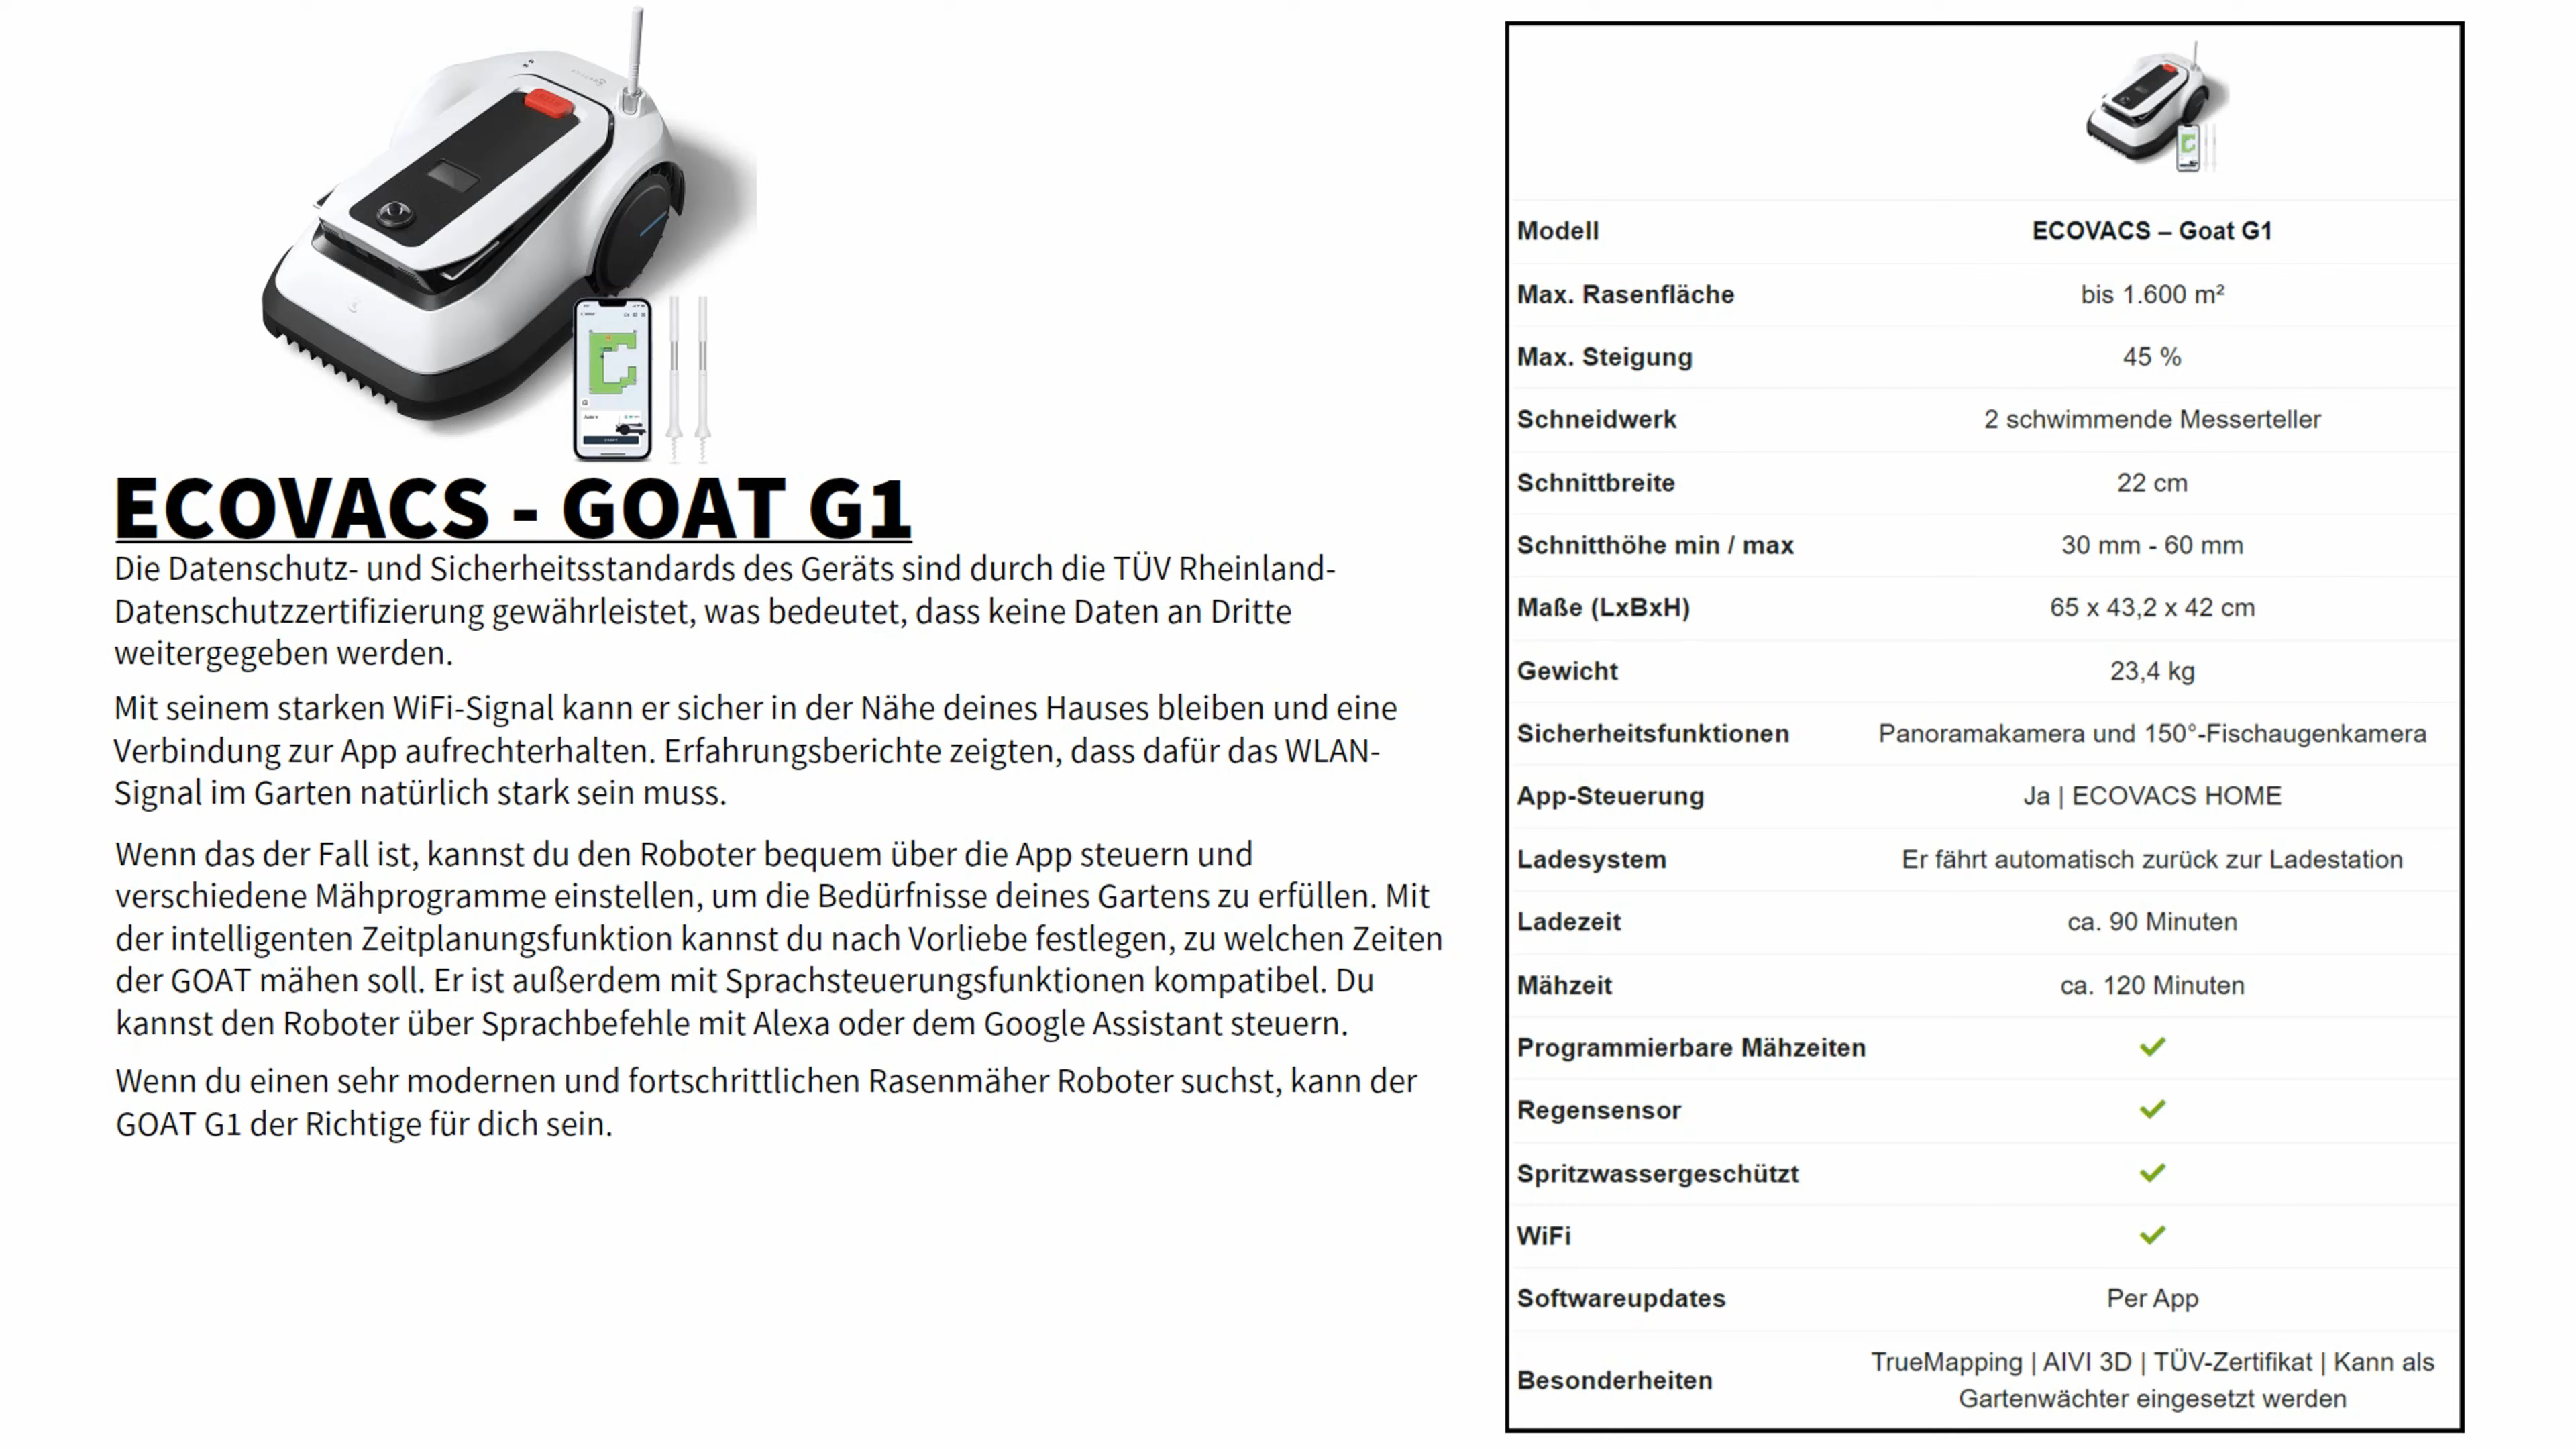 ECOVACS - GOAT G1
Die Datenschutz- und Sicherheitsstandards des Geräts sind durch die TÜV Rheinland-
Datenschutzzertifizierung gewährleistet, was bedeutet, dass keine Daten an Dritte
weitergegeben werden.
Mit seinem starken WiFi-Signal kann er sicher in der Nähe deines Hauses bleiben und eine
Verbindung zur App aufrechterhalten. Erfahrungsberichte zeigten, dass dafür das WLAN-
Signal im Garten natürlich stark sein muss.
Wenn das der Fall ist, kannst du den Roboter bequem über die App steuern und
verschiedene Mähprogramme einstellen, um die Bedürfnisse deines Gartens zu erfüllen. Mit
der intelligenten Zeitplanungsfunktion kannst du nach Vorliebe festlegen, zu welchen Zeiten
der GOAT mähen soll. Er ist außerdem mit Sprachsteuerungsfunktionen kompatibel. Du
kannst den Roboter über Sprachbefehle mit Alexa oder dem Google Assistant steuern.
Wenn du einen sehr modernen und fortschrittlichen Rasenmäher Roboter suchst, kann der
GOAT G1 der Richtige für dich sein.
Modell ECOVACS – Goat G1
Max. Rasenfläche bis 1.600 m²
Max. Steigung 45 %
Schneidwerk 2 schwimmende Messerteller
Schnittbreite 22 cm
Schnitthöhe min / max 30 mm - 60 mm
Maße (LxBxH) 65 x 43,2 x 42 cm
Gewicht 23,4 kg
Sicherheitsfunktionen Panoramakamera und 150°-Fischaugenkamera
App-Steuerung Ja | ECOVACS HOME
Ladesystem Er fährt automatisch zurück zur Ladestation
Ladezeit ca. 90 Minuten
Mähzeit ca. 120 Minuten
Programmierbare Mähzeiten
Regensensor
Spritzwassergeschützt
WiFi
Softwareupdates Per App
Besonderheiten TrueMapping | AIVI 3D | TÜV-Zertifikat | Kann als
Gartenwächter eingesetzt werden